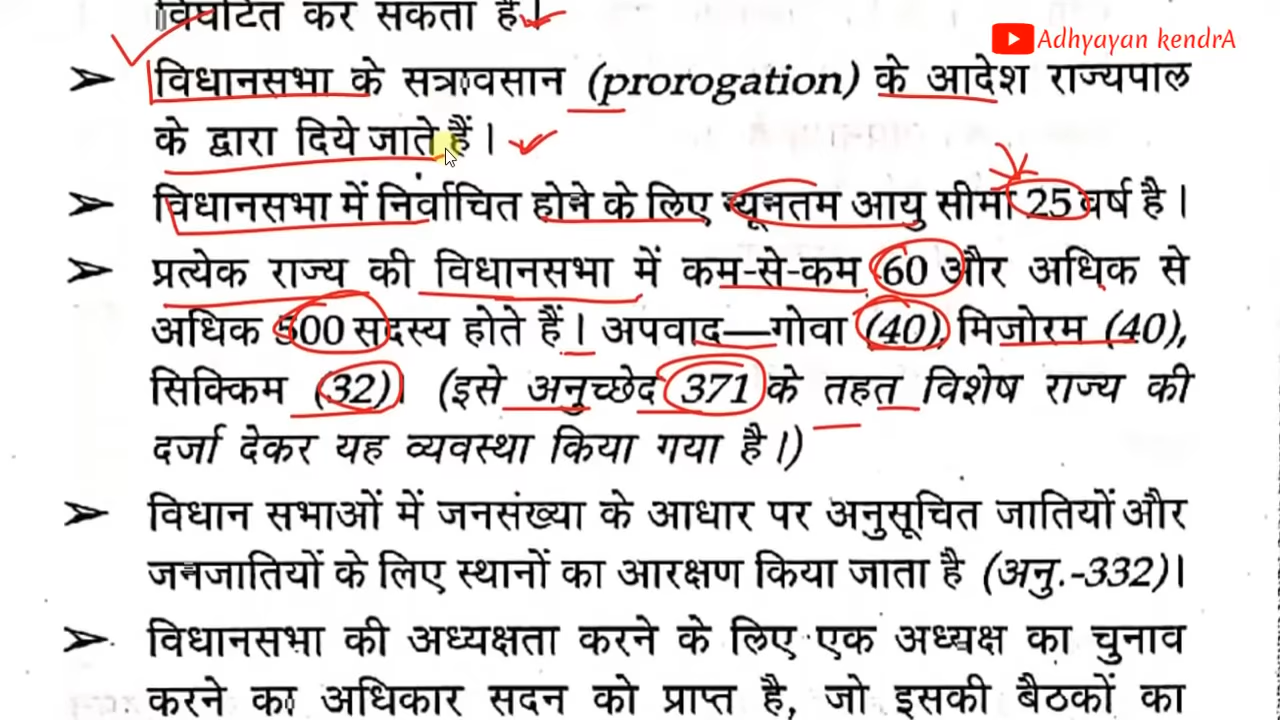 विघटित कर सकता है।
Adhyayan kendrA
➤ विधानसभा के सत्रावसान (prorogation) के आदेश राज्यपाल
के द्वारा दिये जाते हैं।
➤ विधानसभा में निर्वाचित होने के लिए न्यूनतम आयु सीमा 25 वर्ष है।
➤ प्रत्येक राज्य की विधानसभा में कम-से-कम 60 और अधिक से
अधिक 500 सदस्य होते हैं। अपवाद—गोवा (40), मिजोरम (40),
सिक्किम (32)। (इसे अनुच्छेद 371 के तहत विशेष राज्य की
दर्जा देकर यह व्यवस्था किया गया है।)
➤ विधान सभाओं में जनसंख्या के आधार पर अनुसूचित जातियों और
जनजातियों के लिए स्थानों का आरक्षण किया जाता है (अनु.-332)।
➤ विधानसभा की अध्यक्षता करने के लिए एक अध्यक्ष का चुनाव
करने का अधिकार सदन को प्राप्त है, जो इसकी बैठकों का